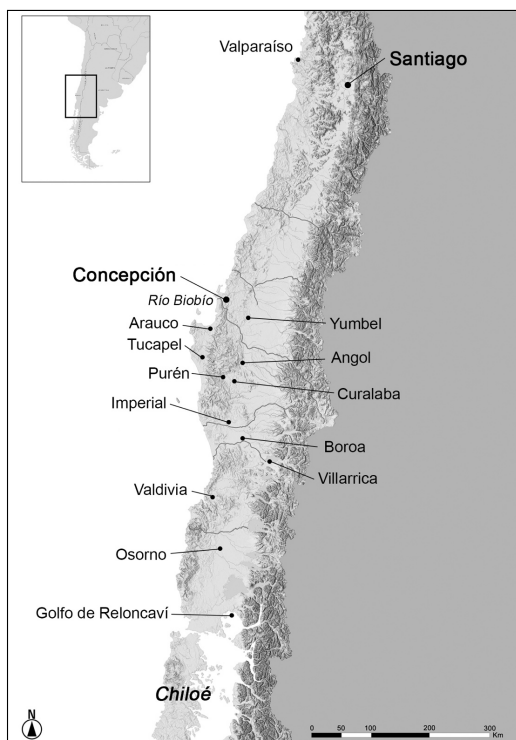 Valparaíso
Santiago
Concepción
Río Biobío
Arauco
Yumbel
Tucapel
Angol
Purén
Curalaba
Imperial
Boroa
Villarrica
Valdivia
Osorno
Golfo de Reloncaví
Chiloé
N
0 50 100 200 300
Km